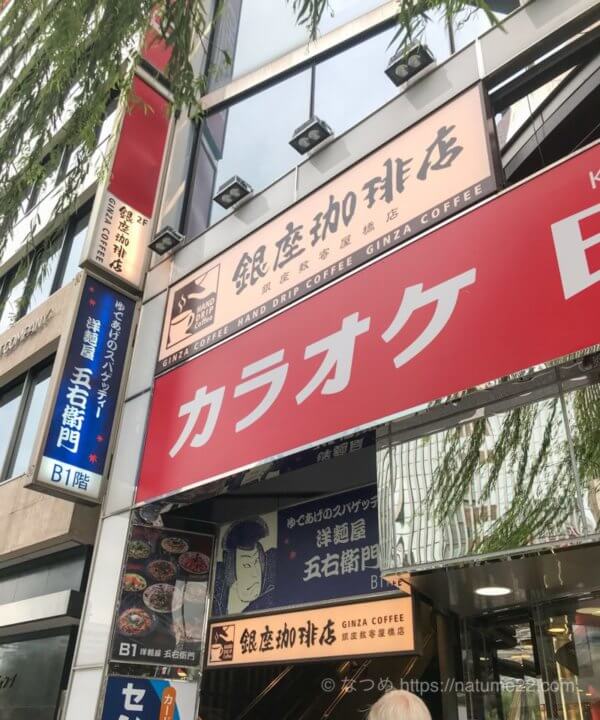 2F
銀座珈琲店
GINZA COFFEE
ゆであげのスパゲッティー
洋麺屋 五右衛門
B1階
銀座珈琲店
銀座数寄屋橋店
HAND DRIP Coffee
GINZA COFFEE HAND DRIP COFFEE GINZA COFFEE
K
カラオケ B
ゆであげのスパゲッティー
洋麺屋
五右衛門
B1
B1 洋麺屋 五右衛門
銀座珈琲店
GINZA COFFEE
銀座数寄屋橋店
© なつめ https://natume22.com/